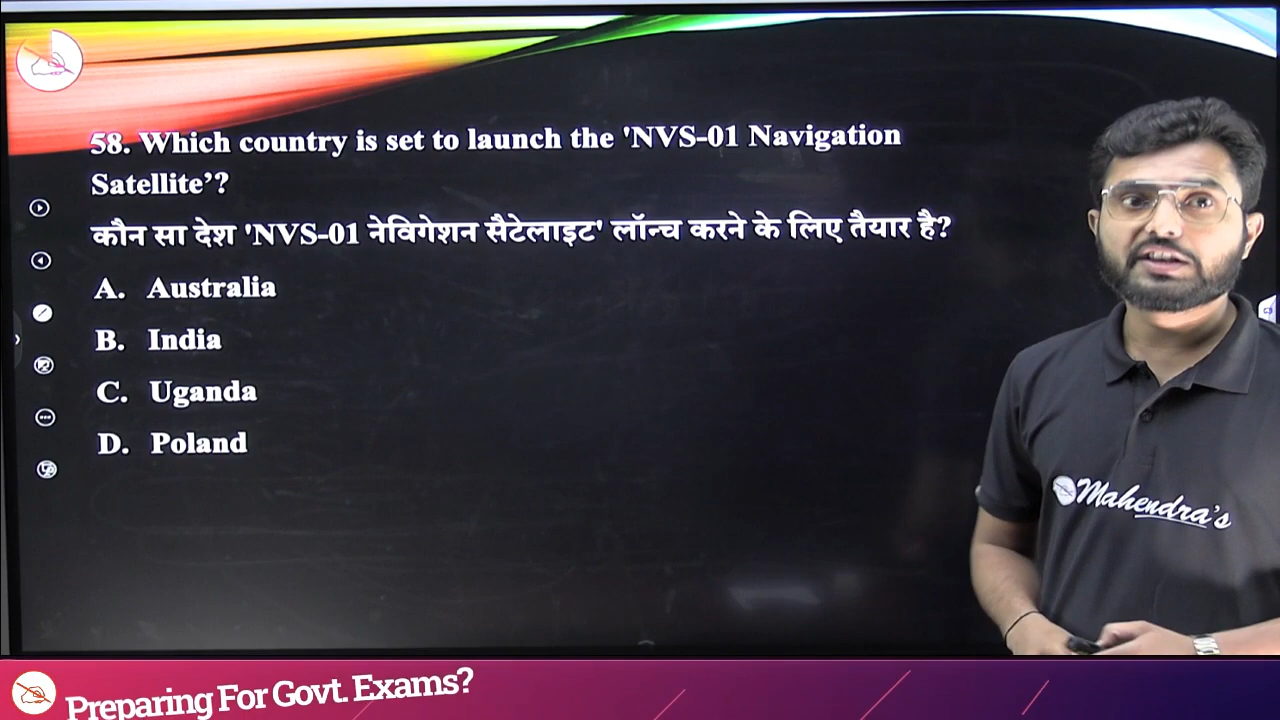 58. Which country is set to launch the 'NVS-01 Navigation
Satellite’?
कौन सा देश 'NVS-01 नेविगेशन सैटेलाइट' लॉन्च करने के लिए तैयार है?
A. Australia
B. India
C. Uganda
D. Poland
Mahendra's
Preparing For Govt. Exams?